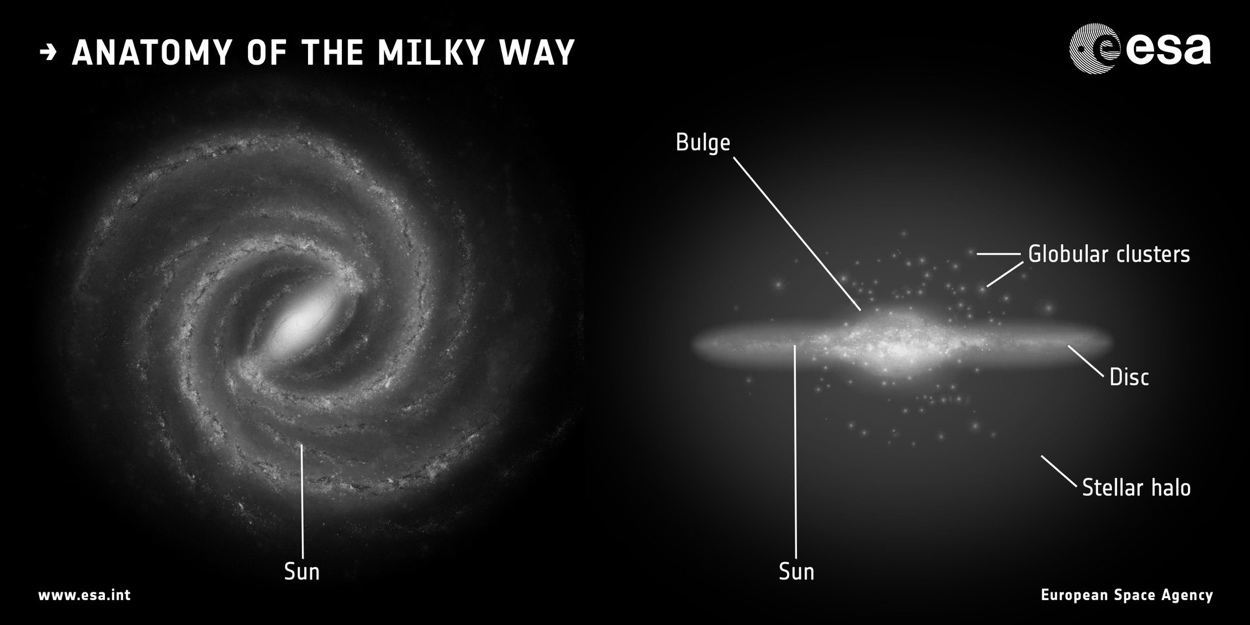 → ANATOMY OF THE MILKY WAY
esa
Bulge
Globular clusters
Disc
Stellar halo
Sun
Sun
www.esa.int
European Space Agency